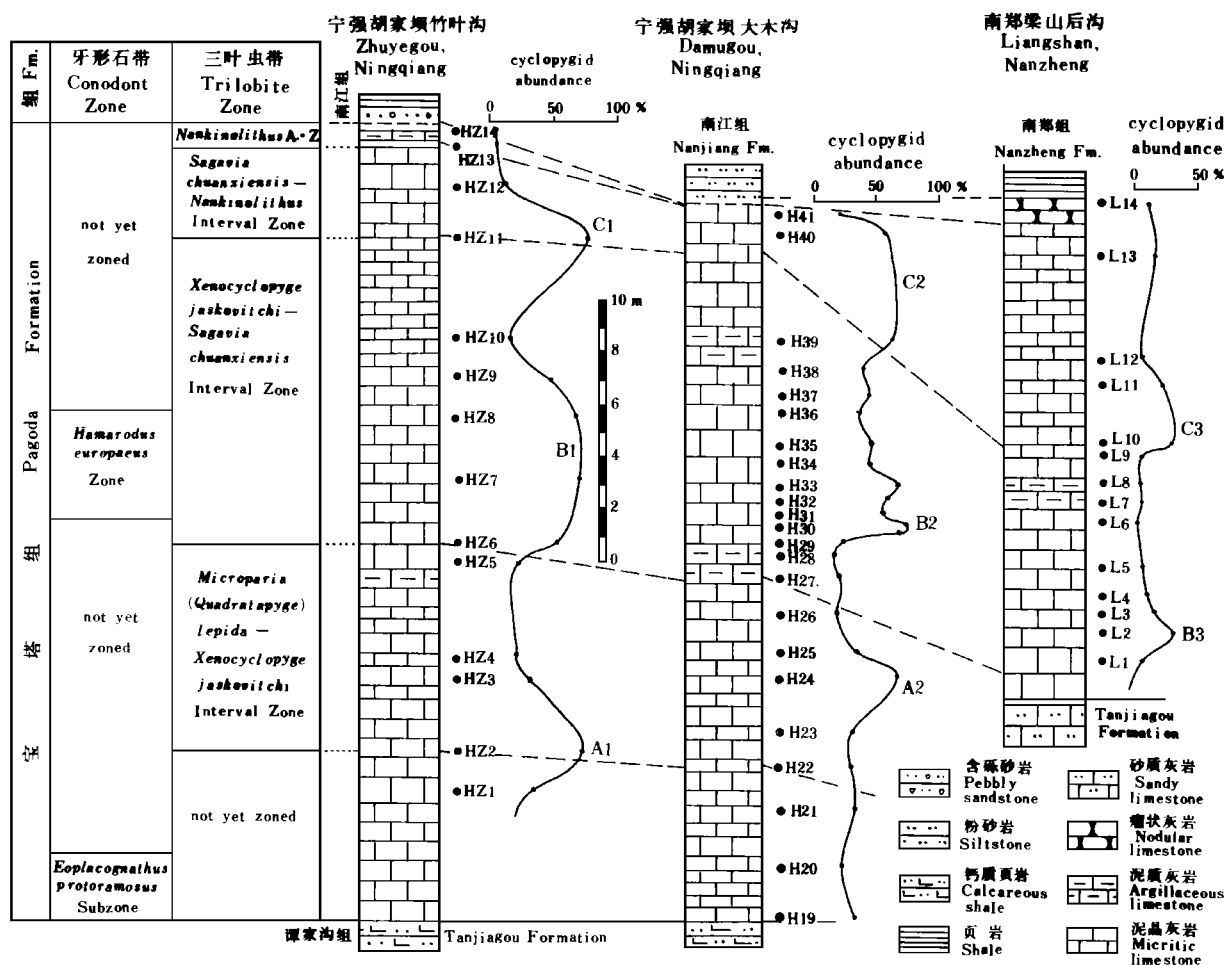 宁强胡家坝竹叶沟
Zhuyegou,
Ningqiang
宁强胡家坝大木沟
Damugou,
Ningqiang
南郑梁山后沟
Liangshan,
Nanzheng
组 Fm.
牙形石带
Conodont
Zone
三叶虫带
Trilobite
Zone
南江组
cyclopygid
abundance
0 50 100 %
南江组
Nanjiang Fm.
cyclopygid
abundance
0 50 100 %
南郑组
Nanzheng Fm.
cyclopygid
abundance
0 50 %
宝塔组 Pagoda Formation
not yet
zoned
Hamarodus
europaeus
Zone
not yet
zoned
Eoplacognathus
protoramosus
Subzone
Nankinolithus A.-Z
Sagavia
chuanxiensis—
Nankinolithus
Interval Zone
Xenocyclopyge
jaskovitchi—
Sagavia
chuanxiensis
Interval Zone
Microparia
(Quadratapyge)
lepida —
Xenocyclopyge
jaskovitchi
Interval Zone
not yet zoned
HZ14
HZ13
HZ12
HZ11
HZ10
HZ9
HZ8
HZ7
HZ6
HZ5
HZ4
HZ3
HZ2
HZ1
C1
B1
A1
10 m
8
6
4
2
0
H41
H40
H39
H38
H37
H36
H35
H34
H33
H32
H31
H30
H29
H28
H27
H26
H25
H24
H23
H22
H21
H20
H19
C2
B2
A2
L14
L13
L12
L11
L10
L9
L8
L7
L6
L5
L4
L3
L2
L1
C3
B3
Tanjiagou
Formation
谭家沟组
Tanjiagou Formation
含砾砂岩
Pebbly
sandstone
粉砂岩
Siltstone
钙质页岩
Calcareous
shale
页岩
Shale
砂质灰岩
Sandy
limestone
瘤状灰岩
Nodular
limestone
泥质灰岩
Argillaceous
limestone
泥晶灰岩
Micritic
limestone